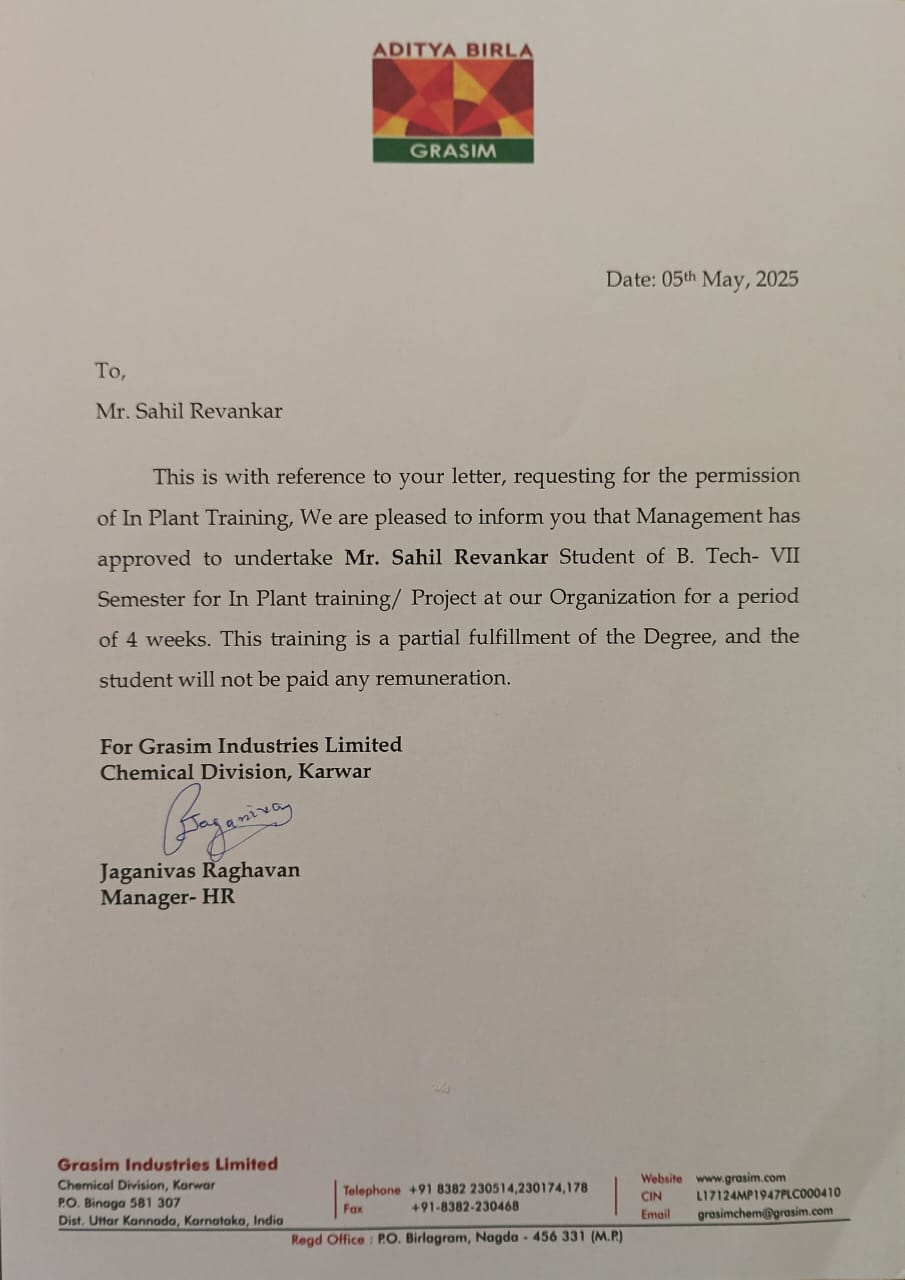 ADITYA BIRLA
GRASIM
Date: 05th May, 2025
To,
Mr. Sahil Revankar
This is with reference to your letter, requesting for the permission
of In Plant Training, We are pleased to inform you that Management has
approved to undertake Mr. Sahil Revankar Student of B. Tech- VII
Semester for In Plant training/ Project at our Organization for a period
of 4 weeks. This training is a partial fulfillment of the Degree, and the
student will not be paid any remuneration.
For Grasim Industries Limited
Chemical Division, Karwar
Jaganivas
Jaganivas Raghavan
Manager- HR
Grasim Industries Limited
Chemical Division, Karwar
P.O. Binaga 581 307
Dist. Uttar Kannada, Karnataka, India
Telephone +91 8382 230514,230174,178
Fax +91-8382-230468
Website www.grasim.com
CIN L17124MP1947PLC000410
Email grasimchem@grasim.com
Regd Office : P.O. Birlagram, Nagda - 456 331 (M.P.)